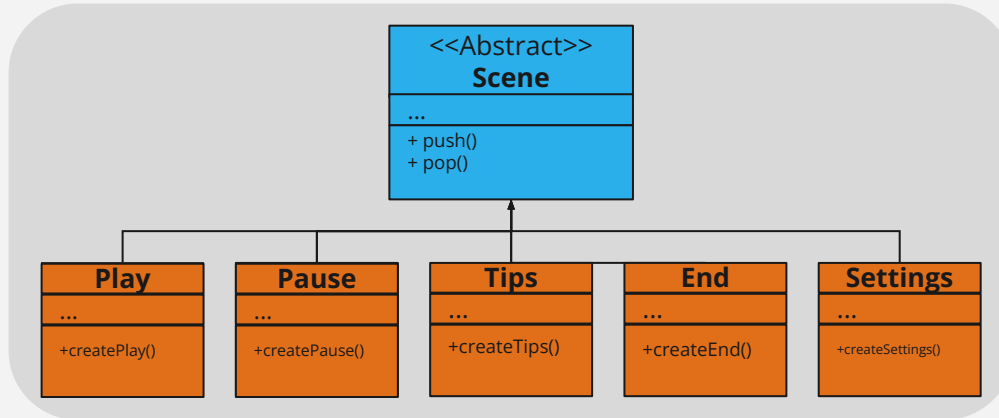 <<Abstract>>
Scene
...
+ push()
+ pop()
Play
...
+createPlay()
Pause
...
+createPause()
Tips
...
+createTips()
End
...
+createEnd()
Settings
...
+createSettings()